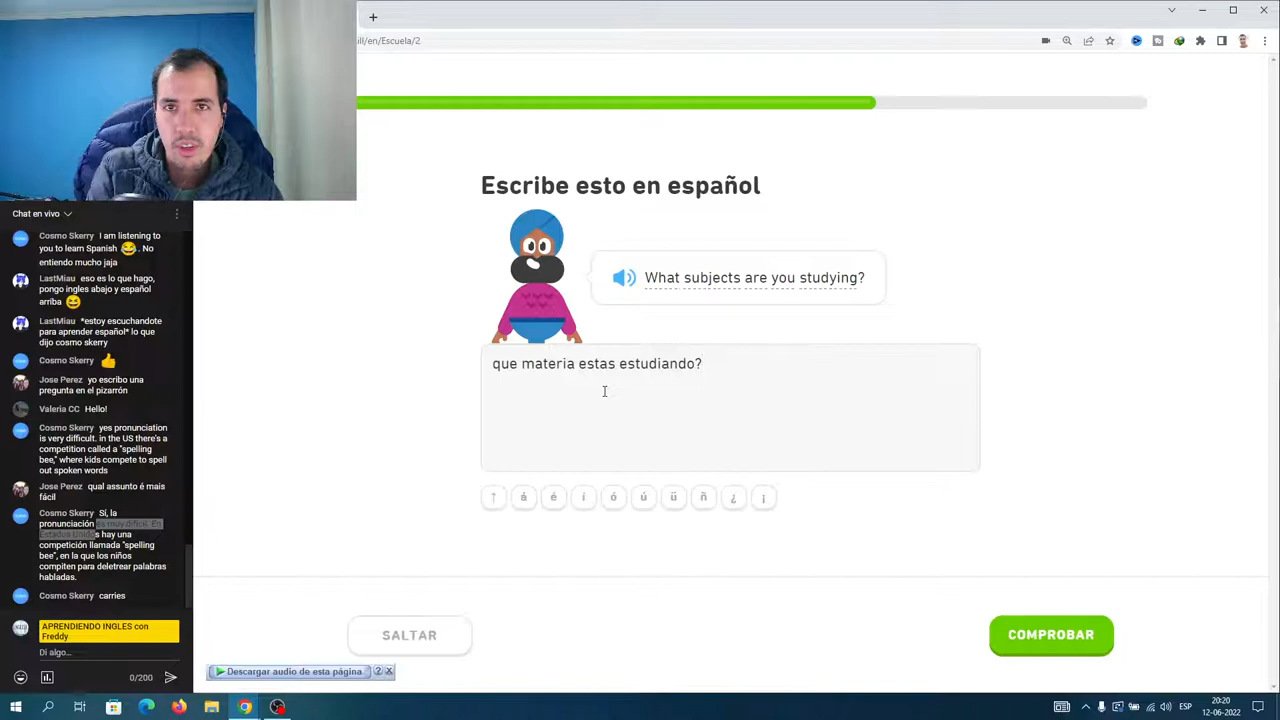 ill/en/Escuela/2
Chat en vivo
Cosmo Skerry I am listening to
you to learn Spanish 😂. No
entiendo mucho jaja
LastMiau eso es lo que hago,
pongo ingles abajo y español
arriba 😆
LastMiau *estoy escuchandote
para aprender español* lo que
dijo cosmo skerry
Cosmo Skerry 👍
Jose Perez yo escribo una
pregunta en el pizarrón
Valeria CC Hello!
Cosmo Skerry yes pronunciation
is very difficult. in the US there's a
competition called a "spelling
bee," where kids compete to spell
out spoken words
Jose Perez qual assunto é mais
fácil
Cosmo Skerry Sí, la
pronunciación es muy difícil. En
Estados Unidos hay una
competición llamada "spelling
bee", en la que los niños
compiten para deletrear palabras
habladas.
Cosmo Skerry carries
APRENDIENDO INGLES con
Freddy
Di algo...
0/200
Escribe esto en español
What subjects are you studying?
que materia estas estudiando?
↑ á é í ó ú ü ñ ¿ ¡
SALTAR
COMPROBAR
Descargar audio de esta página ? X
ESP
20:20
12-06-2022